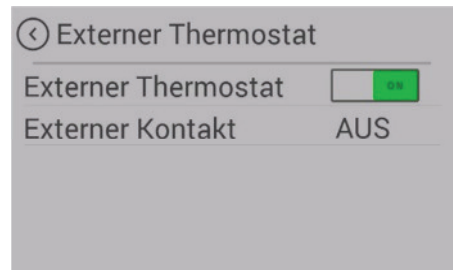 Externer Thermostat
Externer Thermostat ON
Externer Kontakt AUS